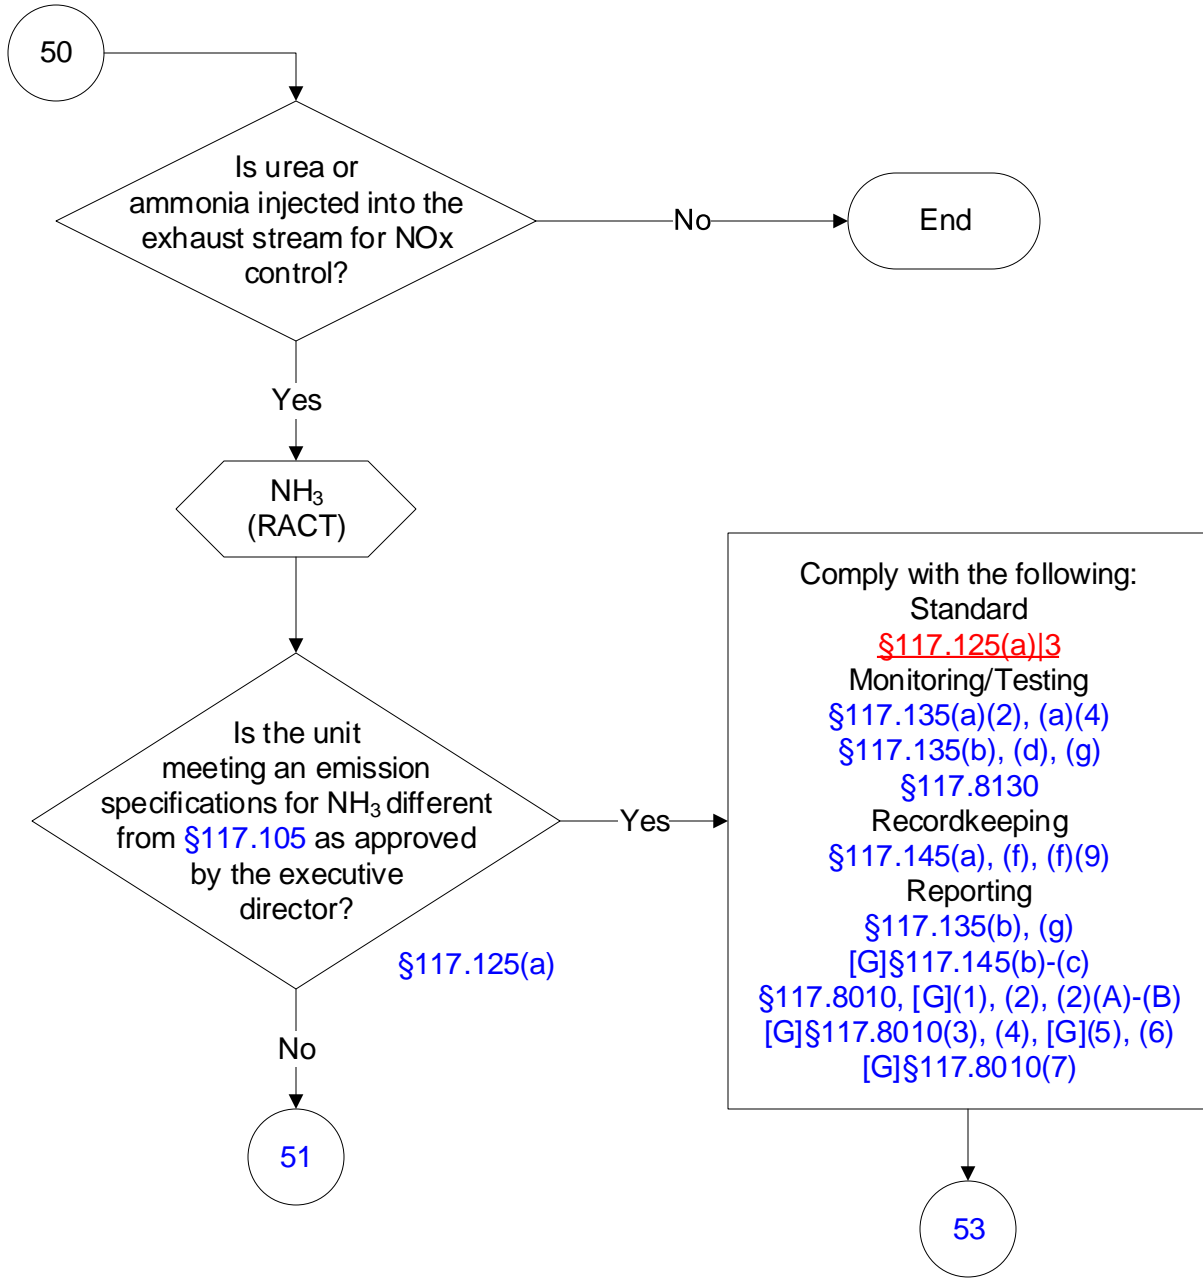 50
Is urea or
ammonia injected into the
exhaust stream for NOx
control?
No
End
Yes
NH₃
(RACT)
Is the unit
meeting an emission
specifications for NH₃ different
from §117.105 as approved
by the executive
director?
§117.125(a)
Yes
No
51
Comply with the following:
Standard
§117.125(a)|3
Monitoring/Testing
§117.135(a)(2), (a)(4)
§117.135(b), (d), (g)
§117.8130
Recordkeeping
§117.145(a), (f), (f)(9)
Reporting
§117.135(b), (g)
[G]§117.145(b)-(c)
§117.8010, [G](1), (2), (2)(A)-(B)
[G]§117.8010(3), (4), [G](5), (6)
[G]§117.8010(7)
53